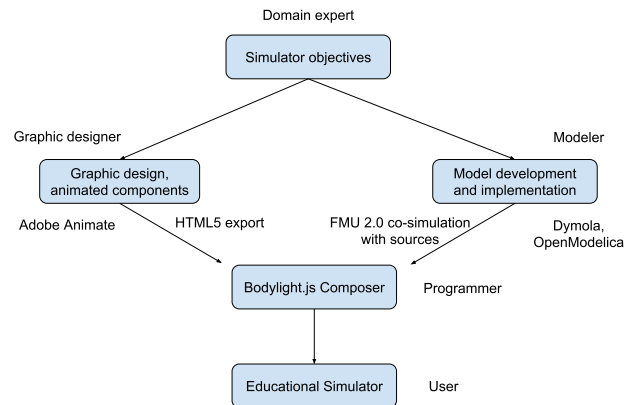 Domain expert
Simulator objectives
Graphic designer
Modeler
Graphic design,
animated components
Model development
and implementation
Adobe Animate
HTML5 export
FMU 2.0 co-simulation
with sources
Dymola,
OpenModelica
Bodylight.js Composer
Programmer
Educational Simulator
User